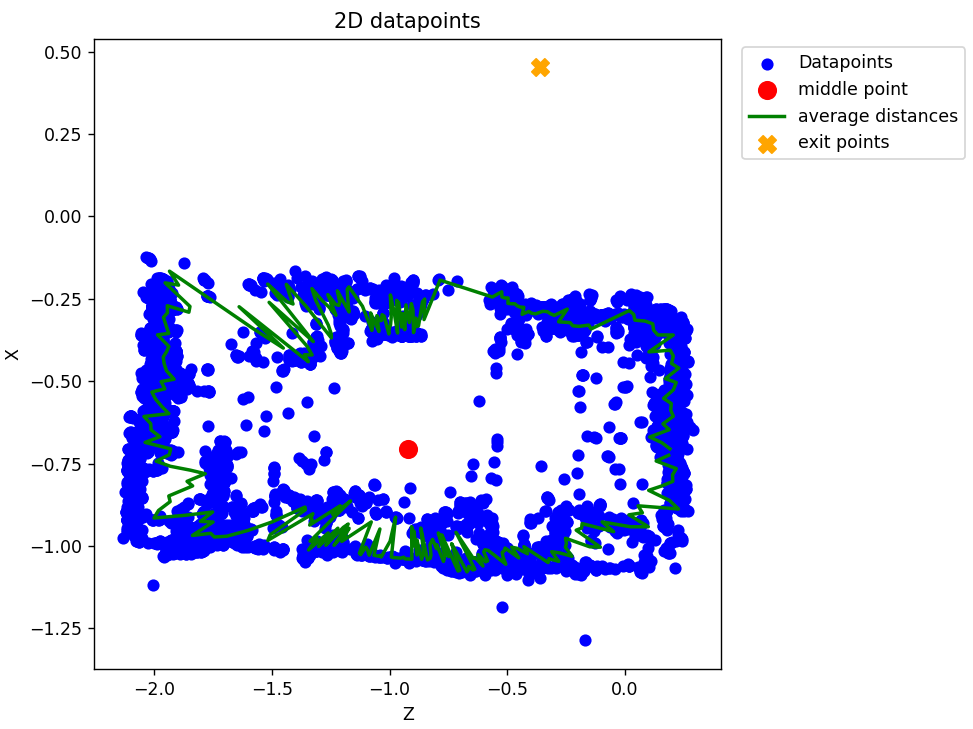 2D datapoints
Datapoints
middle point
average distances
exit points
0.50
0.25
0.00
−0.25
−0.50
−0.75
−1.00
−1.25
X
−2.0
−1.5
−1.0
−0.5
0.0
Z